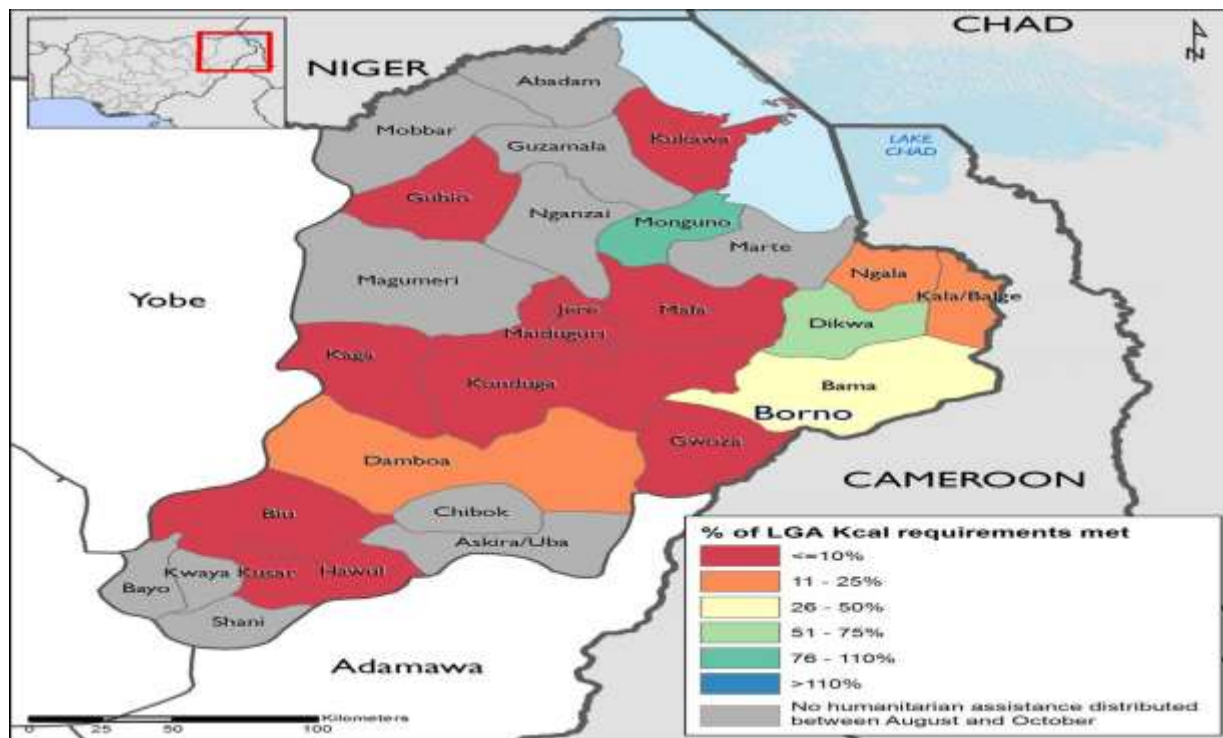 CHAD
NIGER
Abadam
Mobbar
Kukawa
Guzamala
LAKE
CHAD
Gubio
Nganzai
Monguno
Marte
Ngala
Magumeri
Kala/Balge
Yobe
Jere
Mafa
Dikwa
Maiduguri
Kaga
Konduga
Bama
Borno
Gwoza
Damboa
CAMEROON
Chibok
Biu
Askira/Uba
Kwaya Kusar
Hawul
Bayo
Shani
Adamawa
% of LGA Kcal requirements met
<=10%
11 - 25%
26 - 50%
51 - 75%
76 - 110%
>110%
No humanitarian assistance distributed
between August and October
Kilometers
0 25 50 100
N